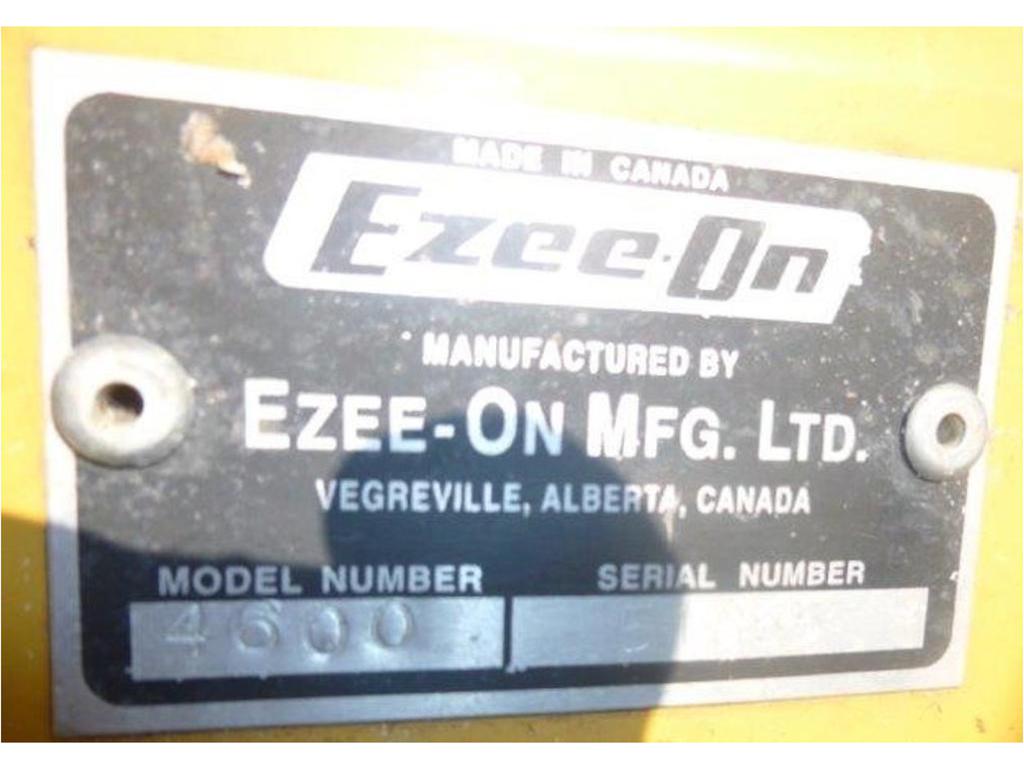 MADE IN CANADA
Ezee-On
MANUFACTURED BY
EZEE-ON MFG. LTD.
VEGREVILLE, ALBERTA, CANADA
MODEL NUMBER SERIAL NUMBER
4600